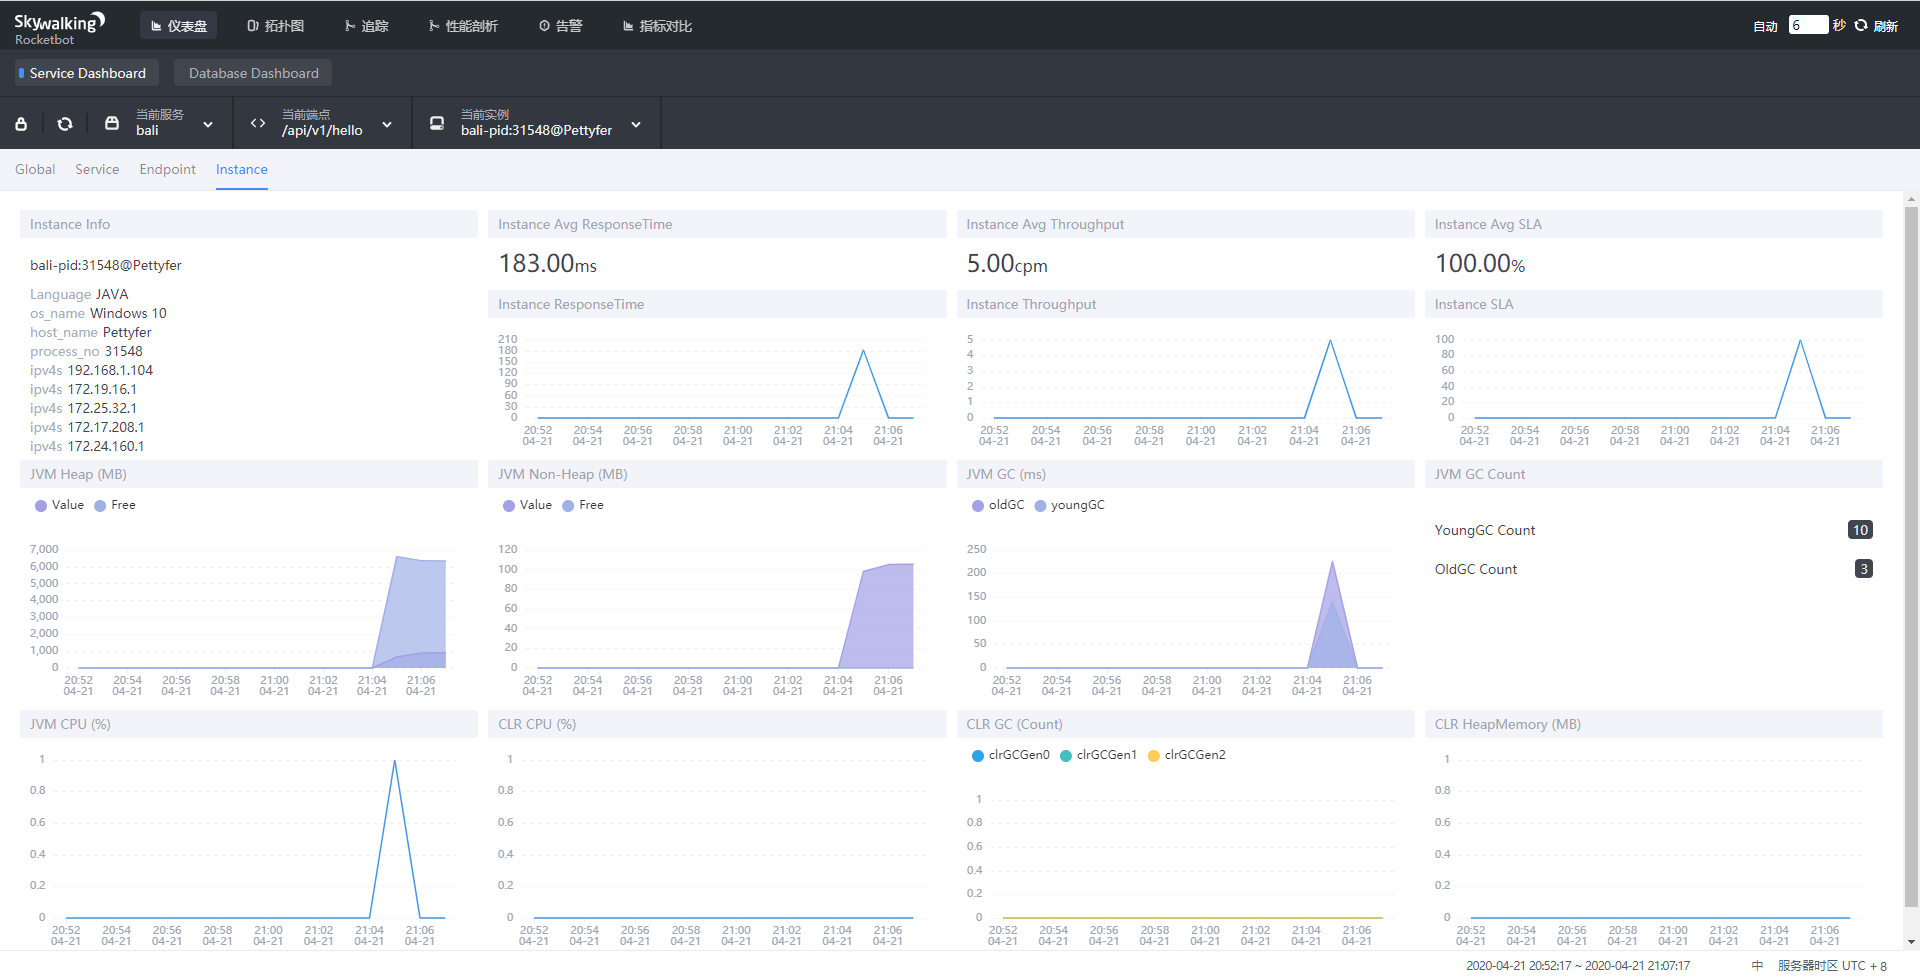 Skywalking
Rocketbot
仪表盘 拓扑图 追踪 性能剖析 告警 指标对比
自动 6 秒 刷新
Service Dashboard Database Dashboard
当前服务
bali
当前端点
/api/v1/hello
当前实例
bali-pid:31548@Pettyfer
Global Service Endpoint Instance
Instance Info
bali-pid:31548@Pettyfer
Language JAVA
os_name Windows 10
host_name Pettyfer
process_no 31548
ipv4s 192.168.1.104
ipv4s 172.19.16.1
ipv4s 172.25.32.1
ipv4s 172.17.208.1
ipv4s 172.24.160.1
Instance Avg ResponseTime
183.00ms
Instance Avg Throughput
5.00cpm
Instance Avg SLA
100.00%
Instance ResponseTime
210
180
150
120
90
60
30
0
20:52 20:54 20:56 20:58 21:00 21:02 21:04 21:06
04-21 04-21 04-21 04-21 04-21 04-21 04-21 04-21
Instance Throughput
5
4
3
2
1
0
20:52 20:54 20:56 20:58 21:00 21:02 21:04 21:06
04-21 04-21 04-21 04-21 04-21 04-21 04-21 04-21
Instance SLA
100
80
60
40
20
0
20:52 20:54 20:56 20:58 21:00 21:02 21:04 21:06
04-21 04-21 04-21 04-21 04-21 04-21 04-21 04-21
JVM Heap (MB)
Value Free
7,000
6,000
5,000
4,000
3,000
2,000
1,000
0
20:52 20:54 20:56 20:58 21:00 21:02 21:04 21:06
04-21 04-21 04-21 04-21 04-21 04-21 04-21 04-21
JVM Non-Heap (MB)
Value Free
120
100
80
60
40
20
0
20:52 20:54 20:56 20:58 21:00 21:02 21:04 21:06
04-21 04-21 04-21 04-21 04-21 04-21 04-21 04-21
JVM GC (ms)
oldGC youngGC
250
200
150
100
50
0
20:52 20:54 20:56 20:58 21:00 21:02 21:04 21:06
04-21 04-21 04-21 04-21 04-21 04-21 04-21 04-21
JVM GC Count
YoungGC Count 10
OldGC Count 3
JVM CPU (%)
1
0.8
0.6
0.4
0.2
0
20:52 20:54 20:56 20:58 21:00 21:02 21:04 21:06
04-21 04-21 04-21 04-21 04-21 04-21 04-21 04-21
CLR CPU (%)
1
0.8
0.6
0.4
0.2
0
20:52 20:54 20:56 20:58 21:00 21:02 21:04 21:06
04-21 04-21 04-21 04-21 04-21 04-21 04-21 04-21
CLR GC (Count)
clrGCGen0 clrGCGen1 clrGCGen2
1
0.8
0.6
0.4
0.2
0
20:52 20:54 20:56 20:58 21:00 21:02 21:04 21:06
04-21 04-21 04-21 04-21 04-21 04-21 04-21 04-21
CLR HeapMemory (MB)
1
0.8
0.6
0.4
0.2
0
20:52 20:54 20:56 20:58 21:00 21:02 21:04 21:06
04-21 04-21 04-21 04-21 04-21 04-21 04-21 04-21
2020-04-21 20:52:17 ~ 2020-04-21 21:07:17 中 服务器时区 UTC + 8